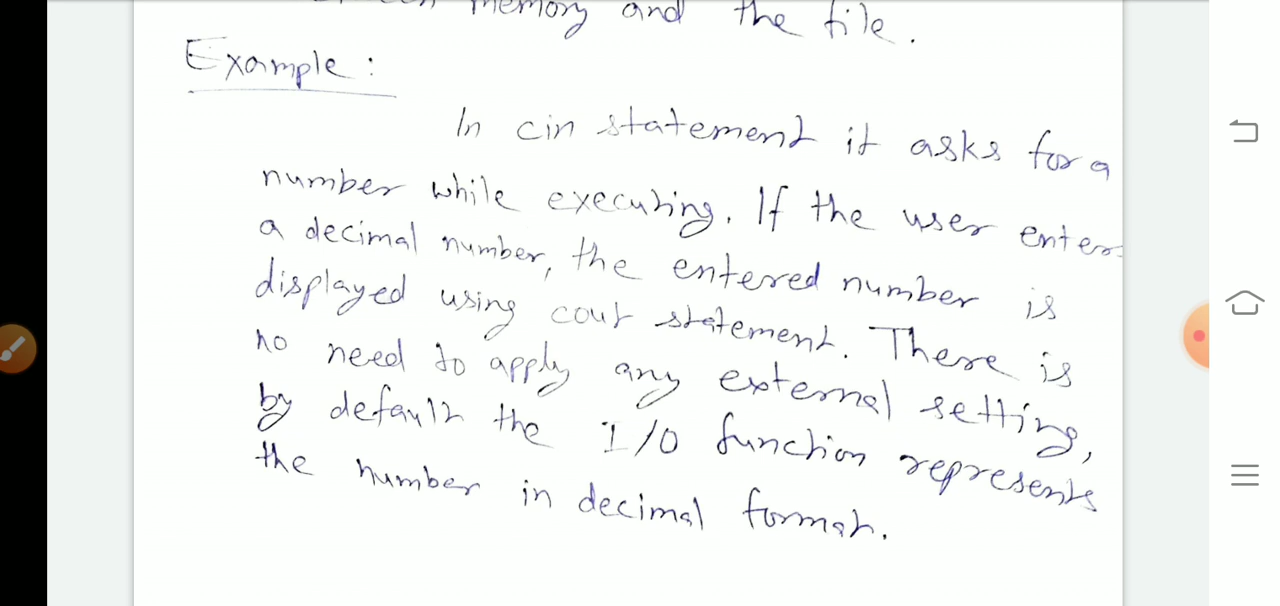 memory and the file.
Example :
In cin statement it asks for a
number while executing. If the user enter
a decimal number, the entered number is
displayed using cout statement. There is
no need to apply any external setting,
by default the I/O function represents
the number in decimal format.